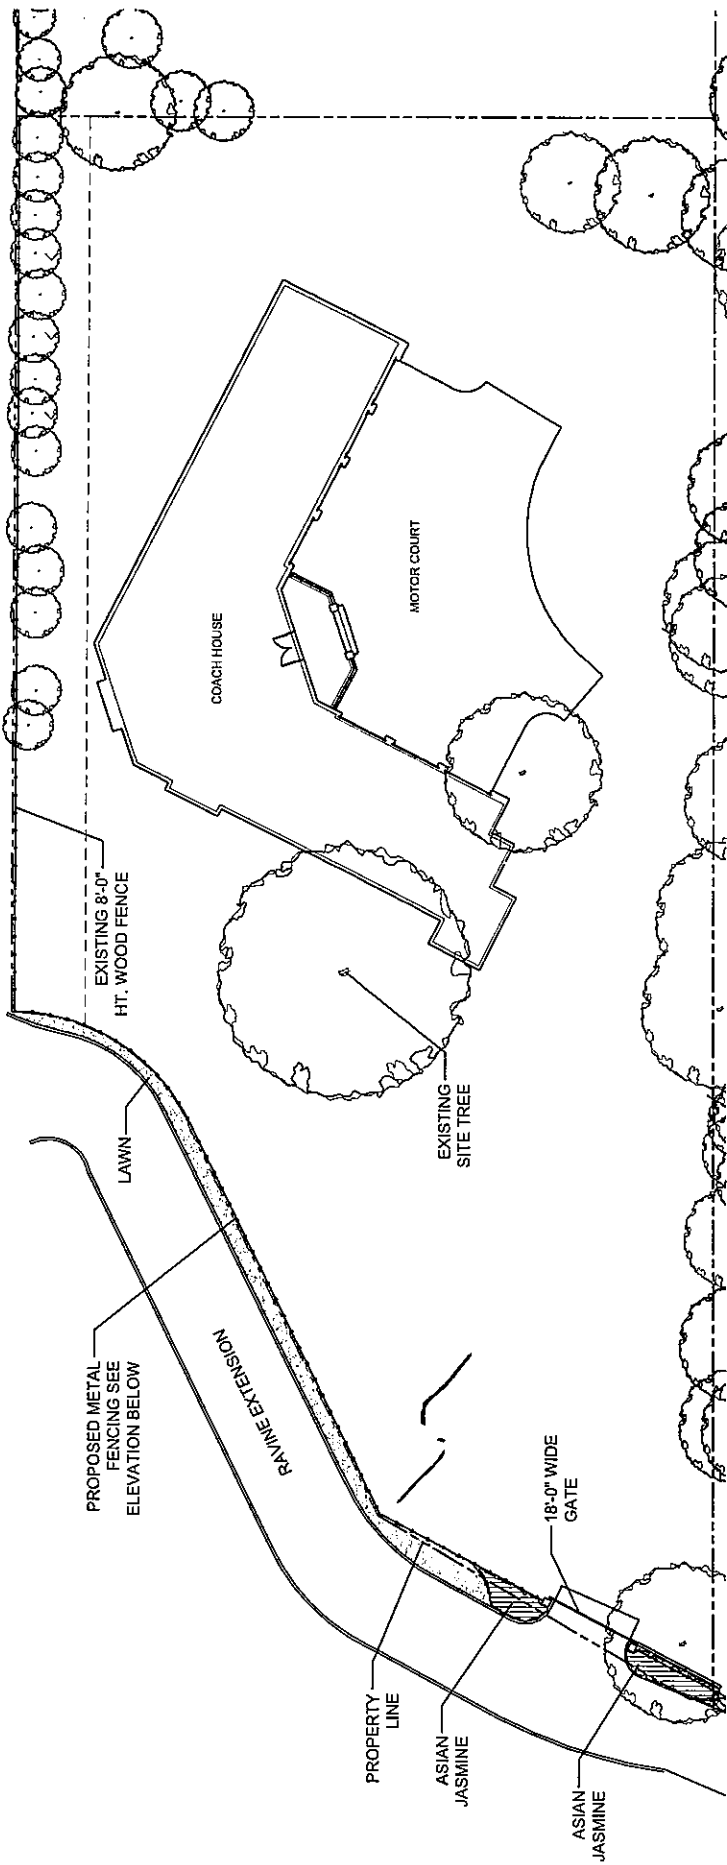 EXISTING 8'-0"
HT. WOOD FENCE
COACH HOUSE
MOTOR COURT
LAWN
EXISTING
SITE TREE
PROPOSED METAL
FENCING SEE
ELEVATION BELOW
RAVINE EXTENSION
18'-0" WIDE
GATE
PROPERTY
LINE
ASIAN
JASMINE
ASIAN
JASMINE